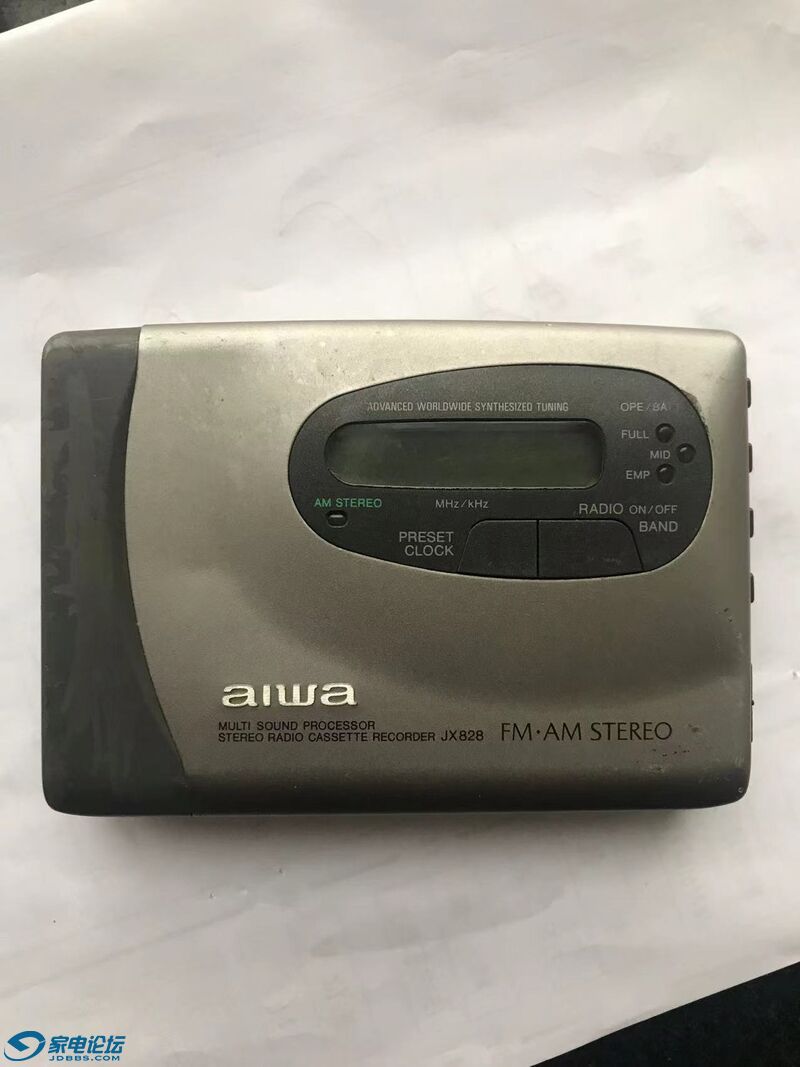 ADVANCED WORLDWIDE SYNTHESIZED TUNING
OPE/BATT
FULL
MID
EMP
AM STEREO
MHz/kHz
RADIO ON/OFF
BAND
PRESET
CLOCK
aiwa
MULTI SOUND PROCESSOR
STEREO RADIO CASSETTE RECORDER JX828
FM·AM STEREO
家电论坛
JDBBS.COM